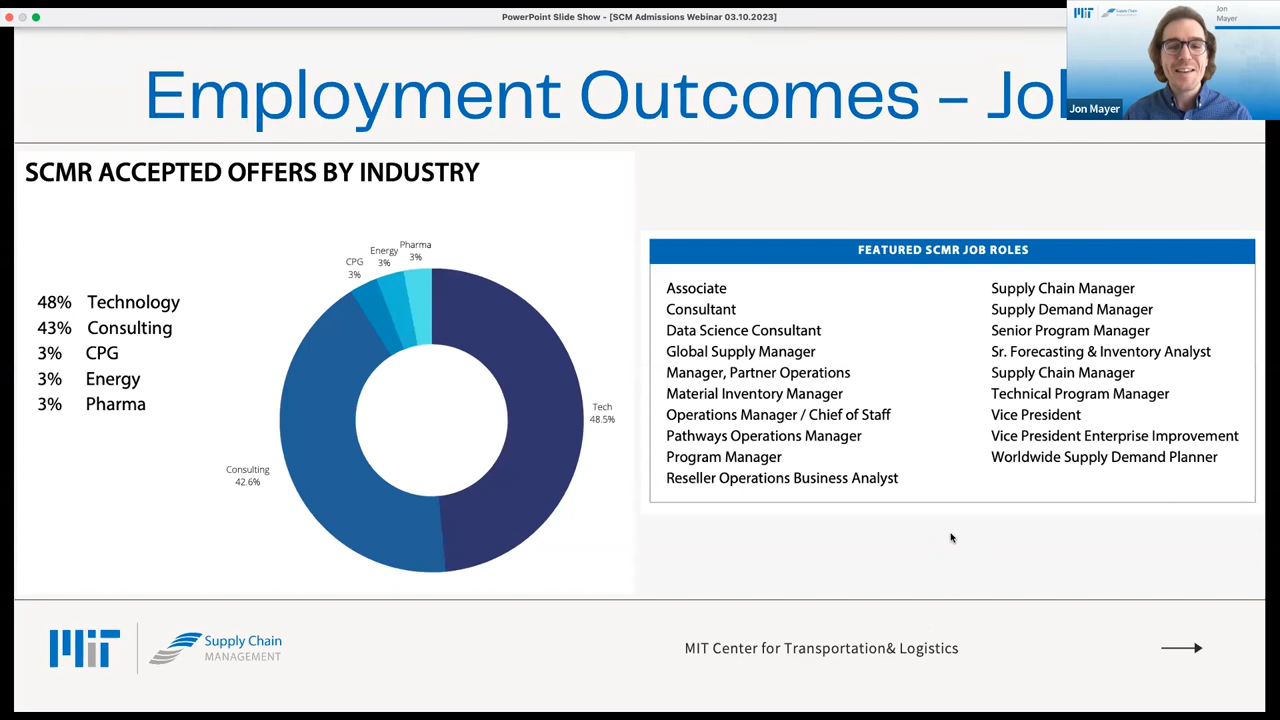 PowerPoint Slide Show - [SCM Admissions Webinar 03.10.2023]
MIT
Supply Chain
Jon
Mayer
Jon Mayer
Employment Outcomes – Jo
SCMR ACCEPTED OFFERS BY INDUSTRY
48% Technology
43% Consulting
3% CPG
3% Energy
3% Pharma
CPG
3%
Energy
3%
Pharma
3%
Tech
48.5%
Consulting
42.6%
FEATURED SCMR JOB ROLES
Associate
Consultant
Data Science Consultant
Global Supply Manager
Manager, Partner Operations
Material Inventory Manager
Operations Manager / Chief of Staff
Pathways Operations Manager
Program Manager
Reseller Operations Business Analyst
Supply Chain Manager
Supply Demand Manager
Senior Program Manager
Sr. Forecasting & Inventory Analyst
Supply Chain Manager
Technical Program Manager
Vice President
Vice President Enterprise Improvement
Worldwide Supply Demand Planner
MIT
Supply Chain
MANAGEMENT
MIT Center for Transportation& Logistics